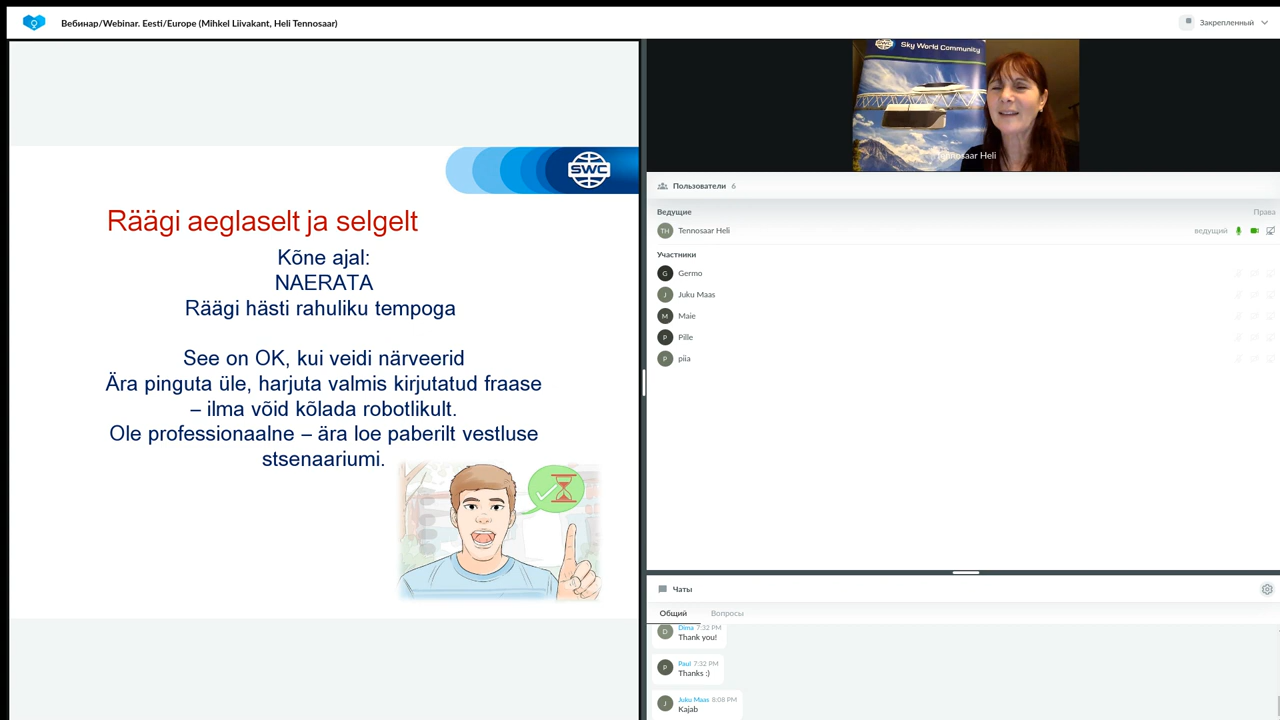 Вебинар/Webinar. Eesti/Europe (Mihkel Liivakant, Heli Tennosaar)
Закрепленный
SWC
Räägi aeglaselt ja selgelt
Kõne ajal:
NAERATA
Räägi hästi rahuliku tempoga
See on OK, kui veidi närveerid
Ära pinguta üle, harjuta valmis kirjutatud fraase
– ilma võid kõlada robotlikult.
Ole professionaalne – ära loe paberilt vestluse
stsenaariumi.
SWC
Sky World Community
Tennosaar Heli
Пользователи 6
Ведущие Права
TH Tennosaar Heli ведущий
Участники
G Germo
J Juku Maas
M Maie
P Pille
P piia
Чаты
Общий Вопросы
D Dima 7:32 PM
Thank you!
P Paul 7:32 PM
Thanks :)
J Juku Maas 8:08 PM
Kajab